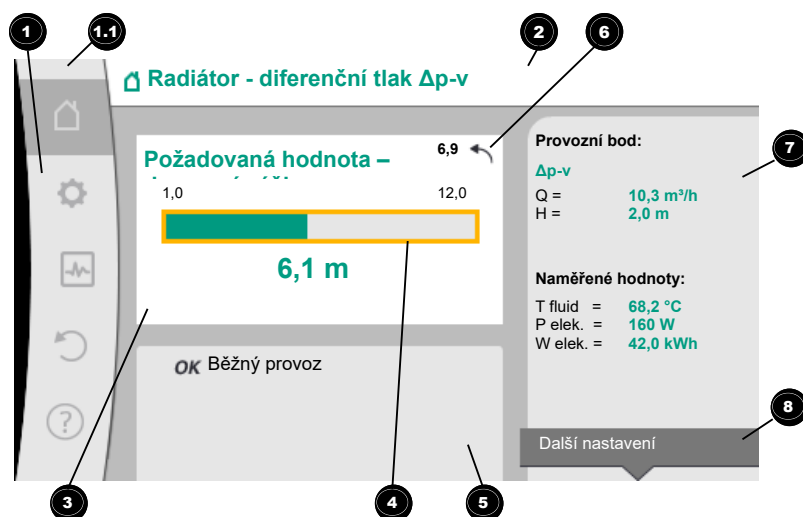 1
1.1
2
6
Radiátor - diferenční tlak Δp-v
Požadovaná hodnota –
6,9
1,0
12,0
6,1 m
OK Běžný provoz
Provozní bod:
Δp-v
Q = 10,3 m³/h
H = 2,0 m
Naměřené hodnoty:
T fluid = 68,2 °C
P elek. = 160 W
W elek. = 42,0 kWh
7
8
Další nastavení
?
3
4
5